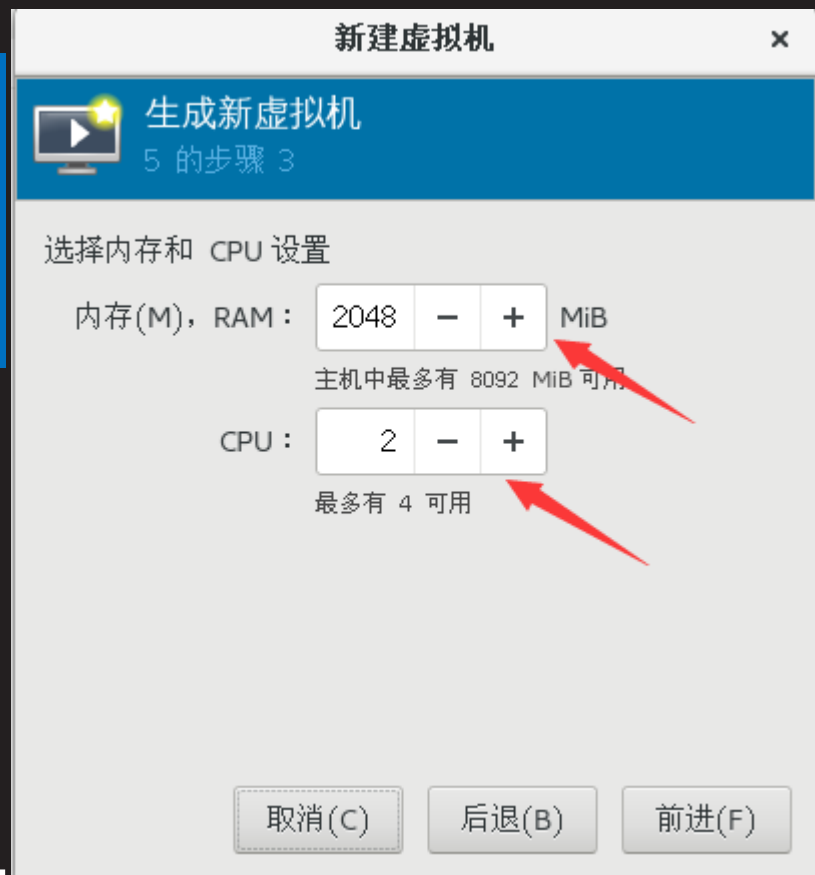 新建虚拟机 ×
生成新虚拟机
5 的步骤 3
选择内存和 CPU 设置
内存(M)，RAM： 2048 − + MiB
主机中最多有 8092 MiB 可用
CPU： 2 − +
最多有 4 可用
取消(C) 后退(B) 前进(F)